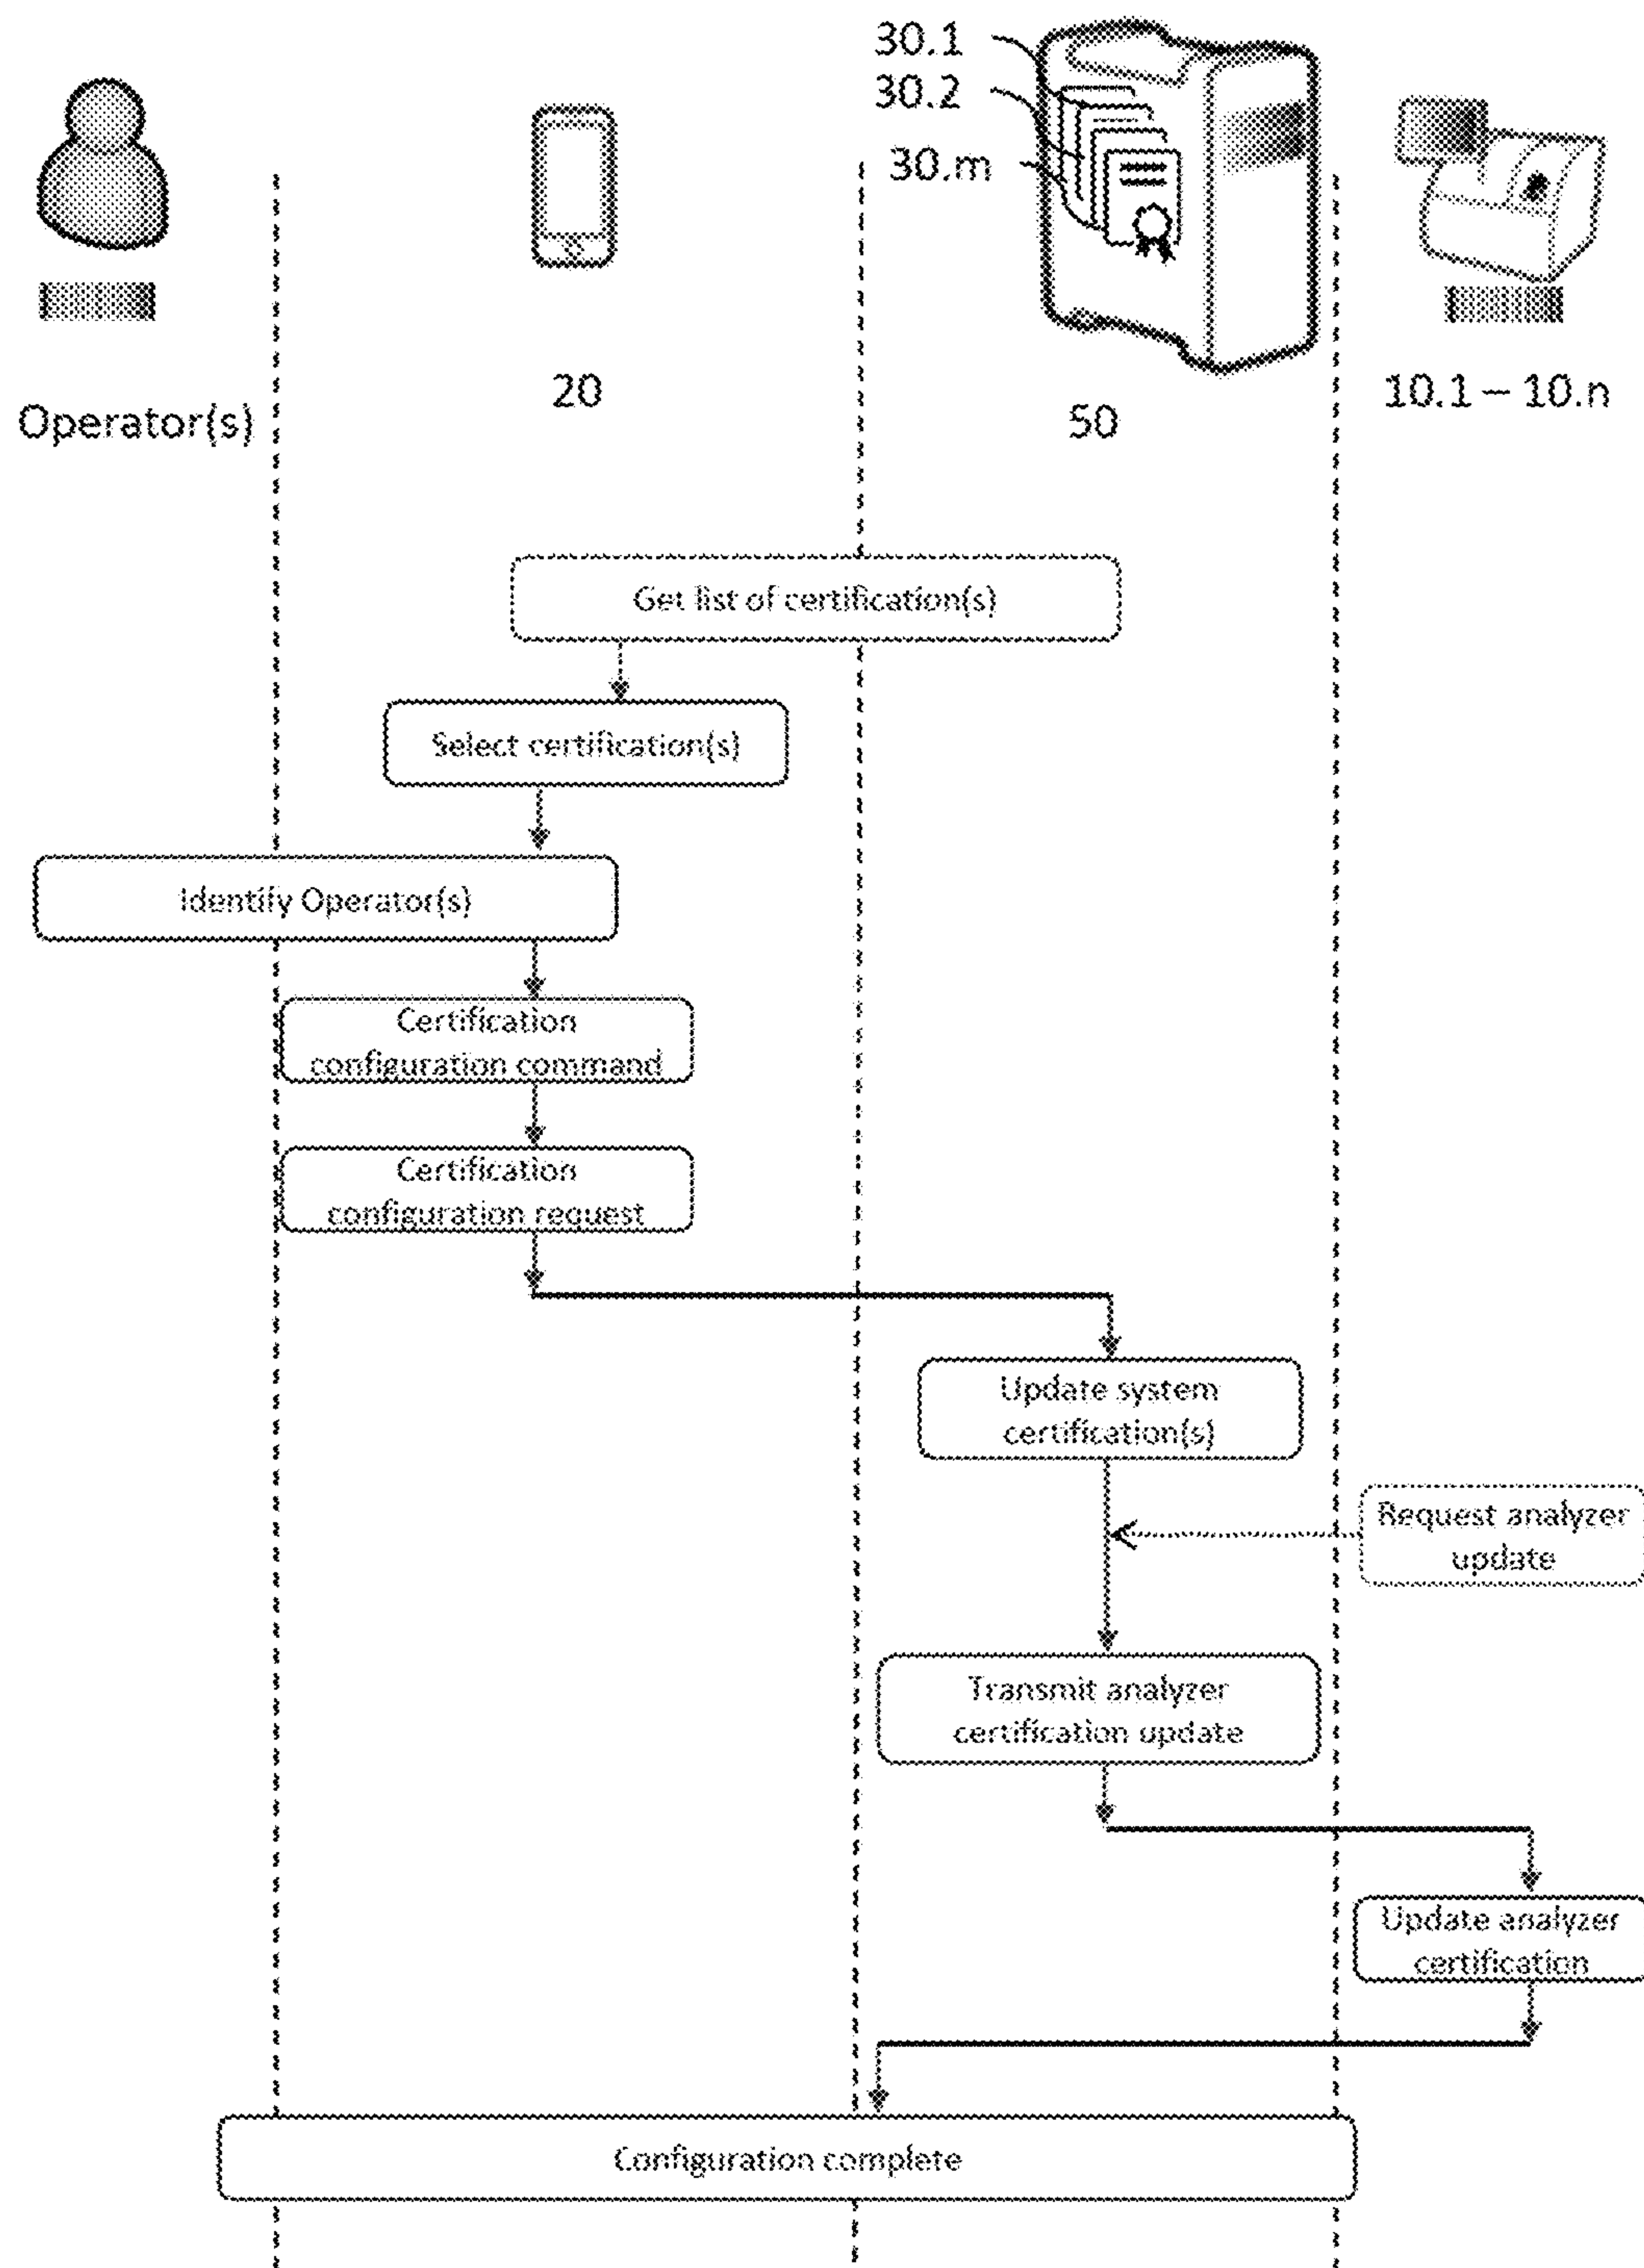 30.1
30.2
30.m
Operator(s)
20
50
10.1 – 10.n
Get list of certification(s)
Select certification(s)
Identify Operator(s)
Certification
configuration command
Certification
configuration request
Update system
certification(s)
Request analyzer
update
Transmit analyzer
certification update
Update analyzer
certification
Configuration complete